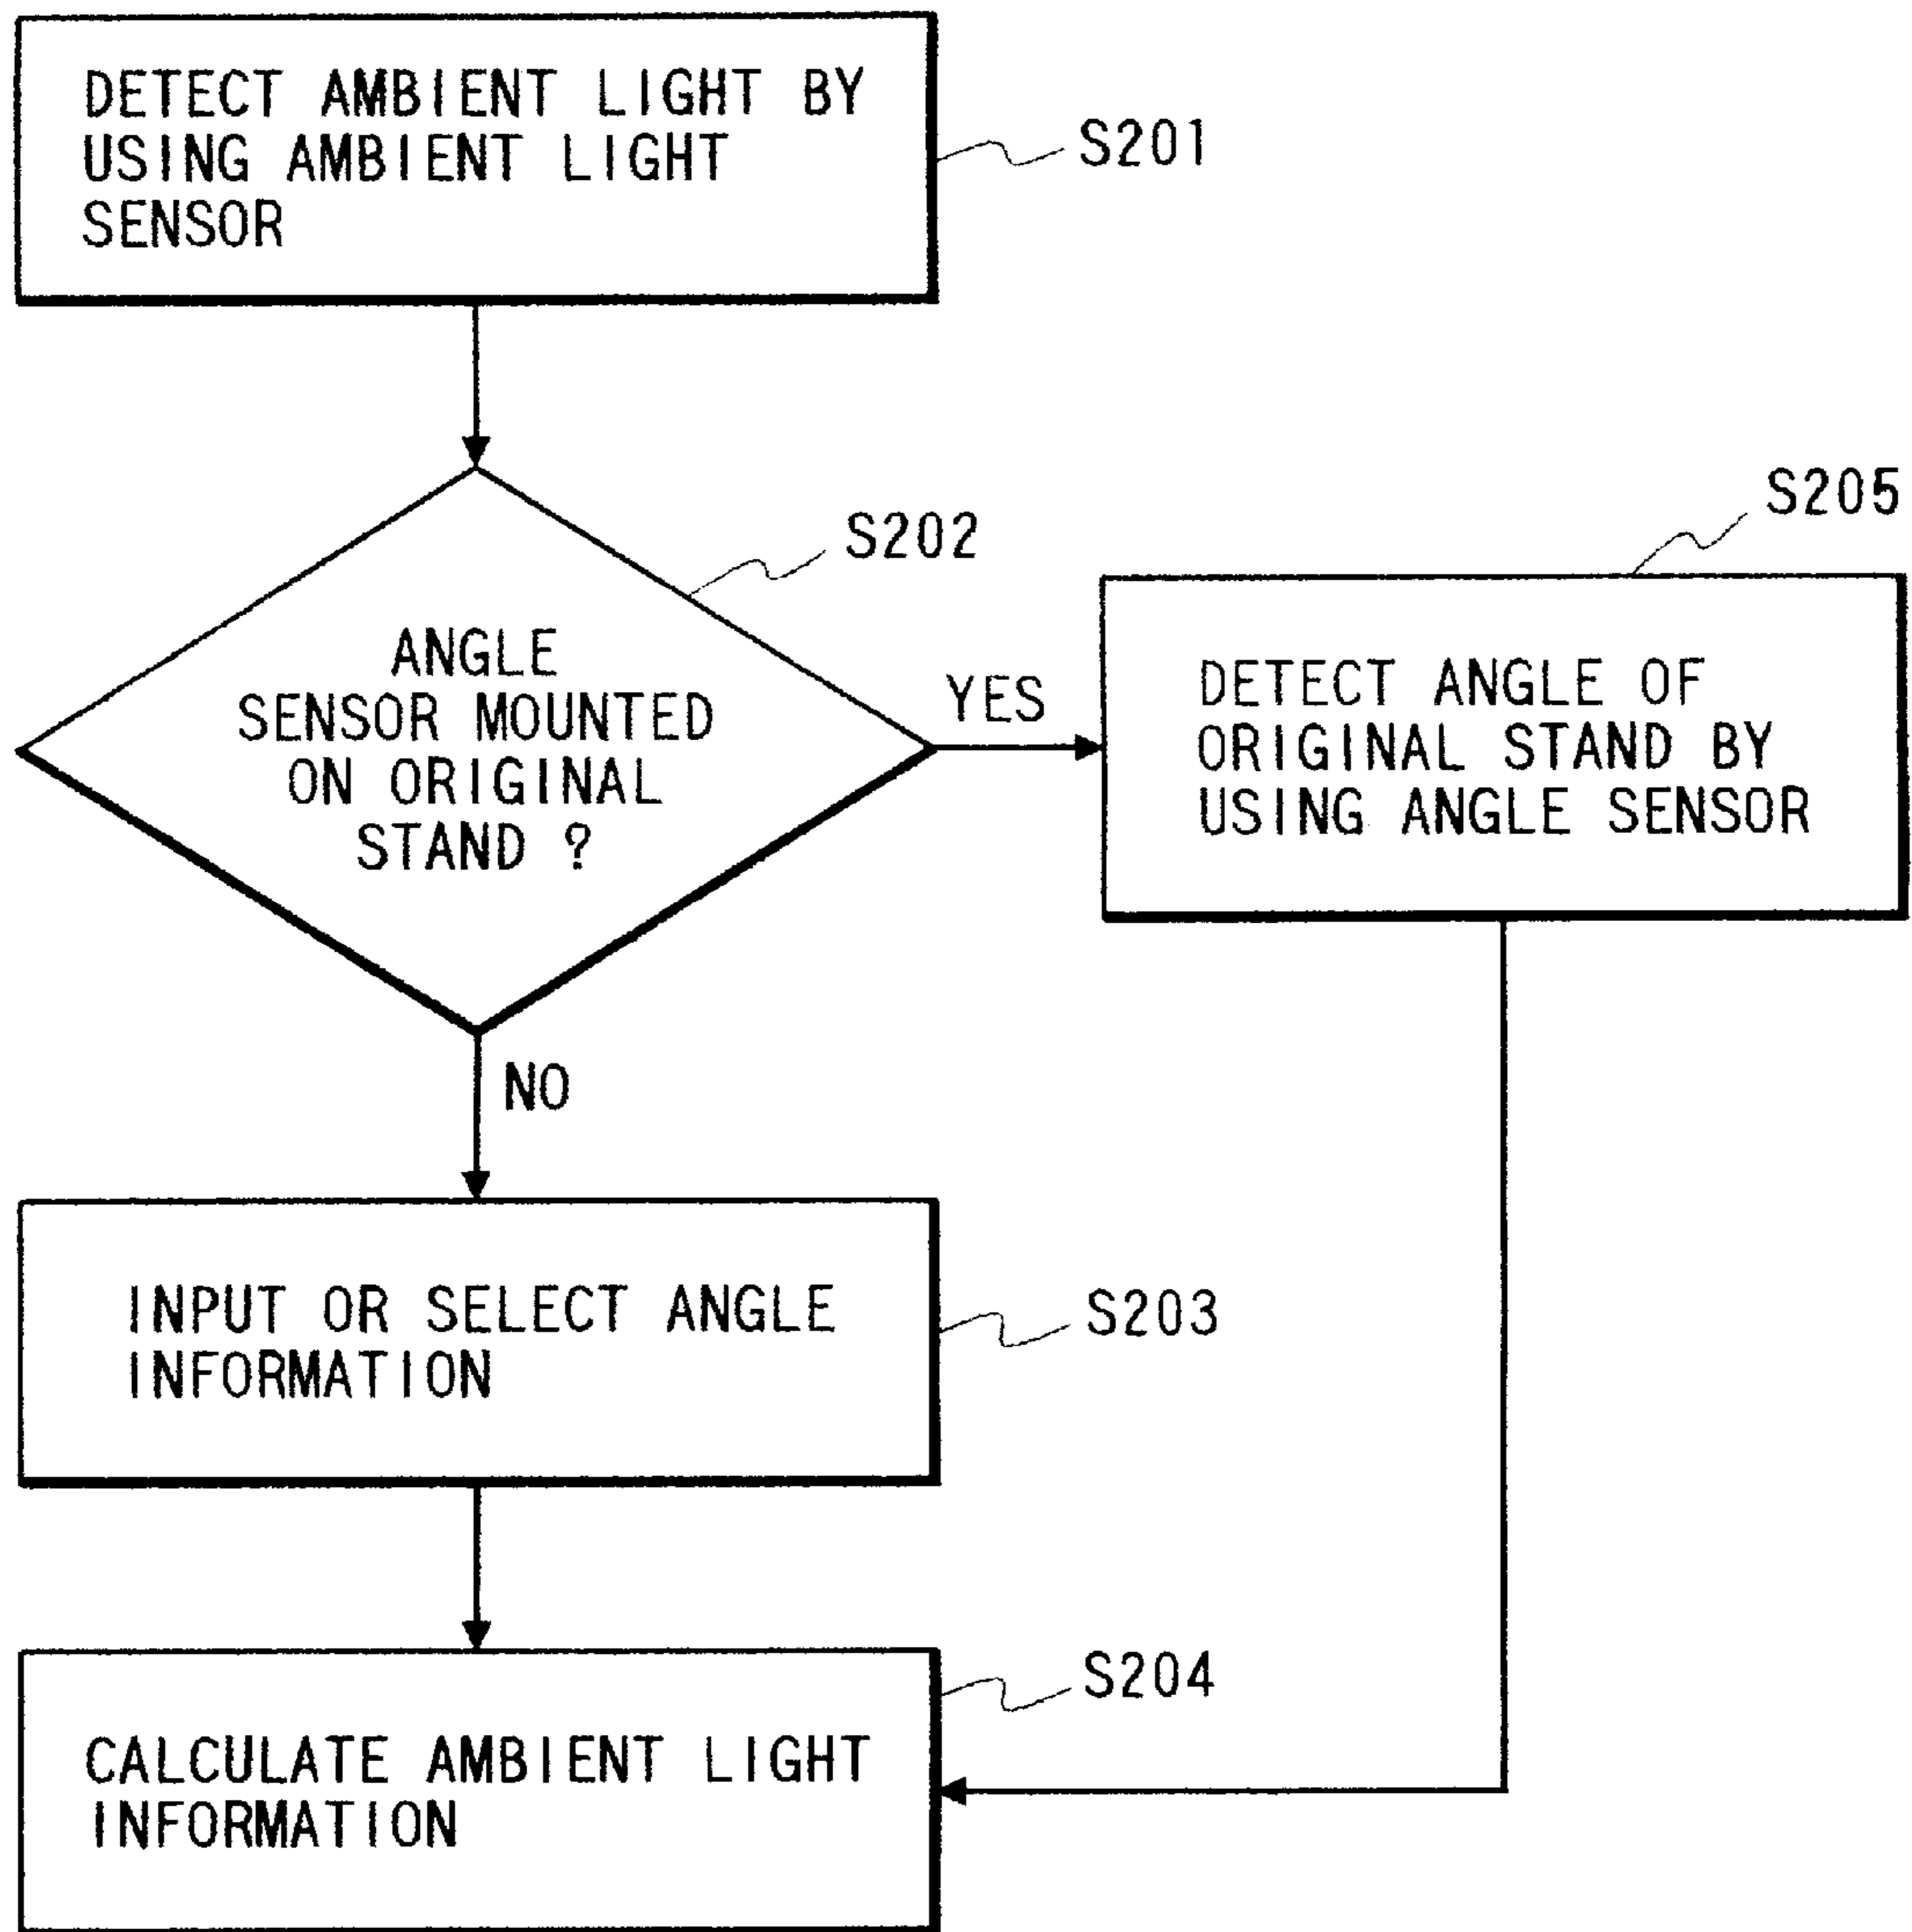 DETECT AMBIENT LIGHT BY
USING AMBIENT LIGHT
SENSOR
S201
S202
ANGLE
SENSOR MOUNTED
ON ORIGINAL
STAND ?
YES
S205
DETECT ANGLE OF
ORIGINAL STAND BY
USING ANGLE SENSOR
NO
INPUT OR SELECT ANGLE
INFORMATION
S203
S204
CALCULATE AMBIENT LIGHT
INFORMATION